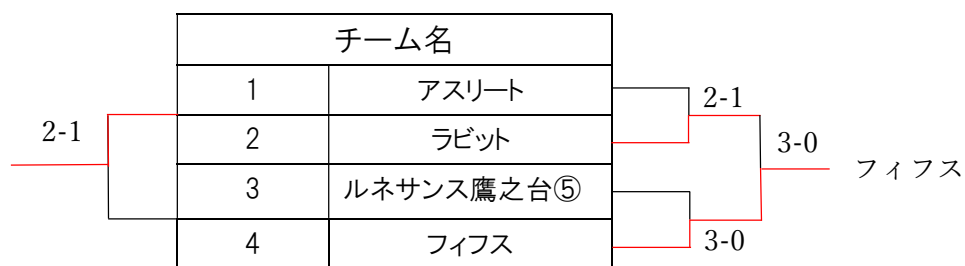 チーム名
1 アスリート
2 ラビット
3 ルネサンス鷹之台⑤
4 フィフス
2-1
2-1
3-0
3-0
フィフス